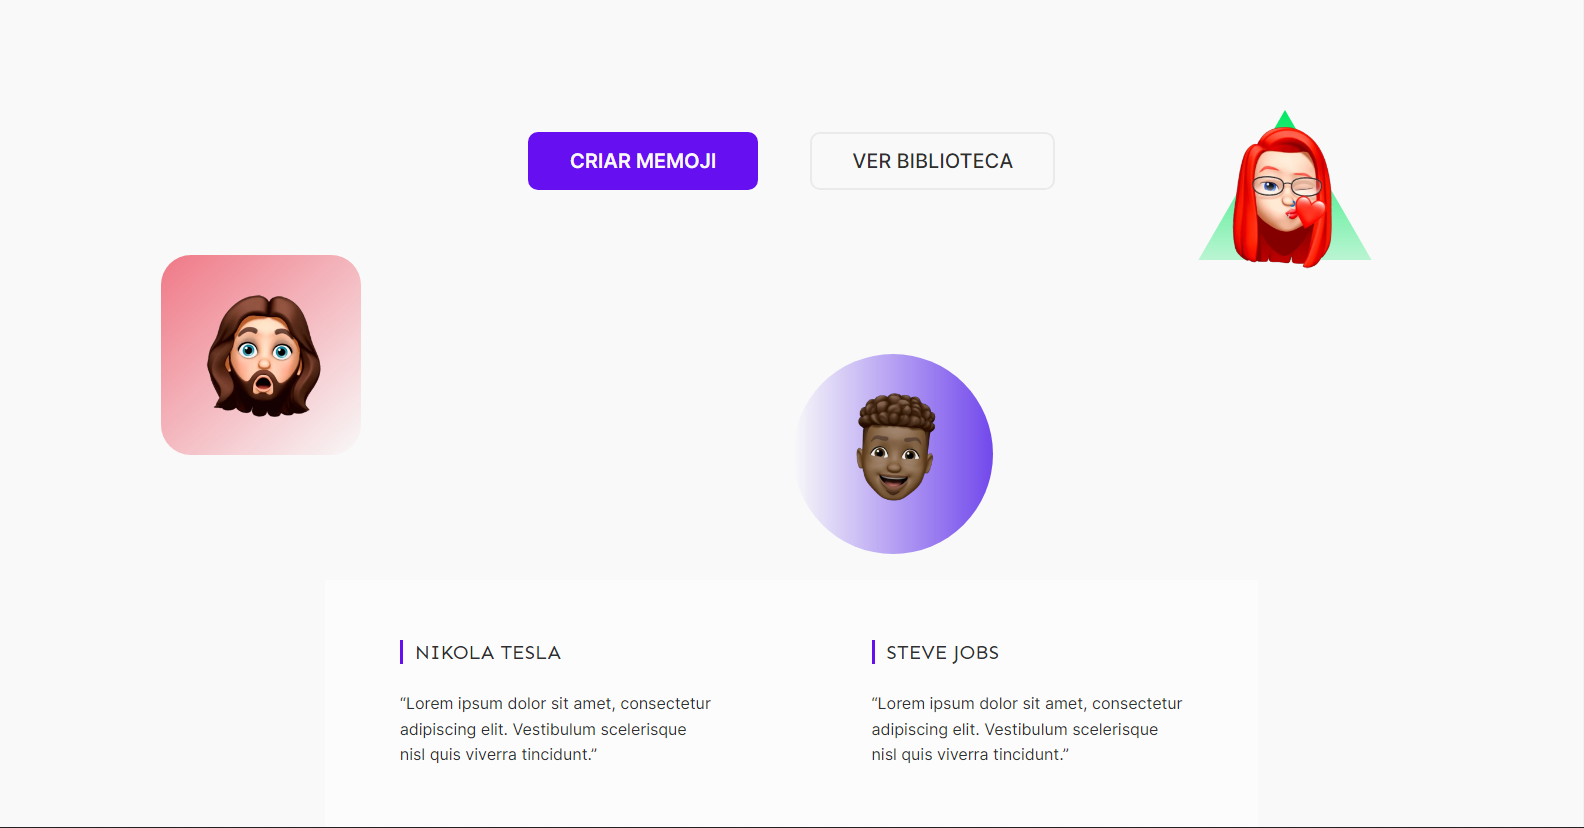 CRIAR MEMOJI
VER BIBLIOTECA
NIKOLA TESLA
“Lorem ipsum dolor sit amet, consectetur
adipiscing elit. Vestibulum scelerisque
nisl quis viverra tincidunt.”
STEVE JOBS
“Lorem ipsum dolor sit amet, consectetur
adipiscing elit. Vestibulum scelerisque
nisl quis viverra tincidunt.”